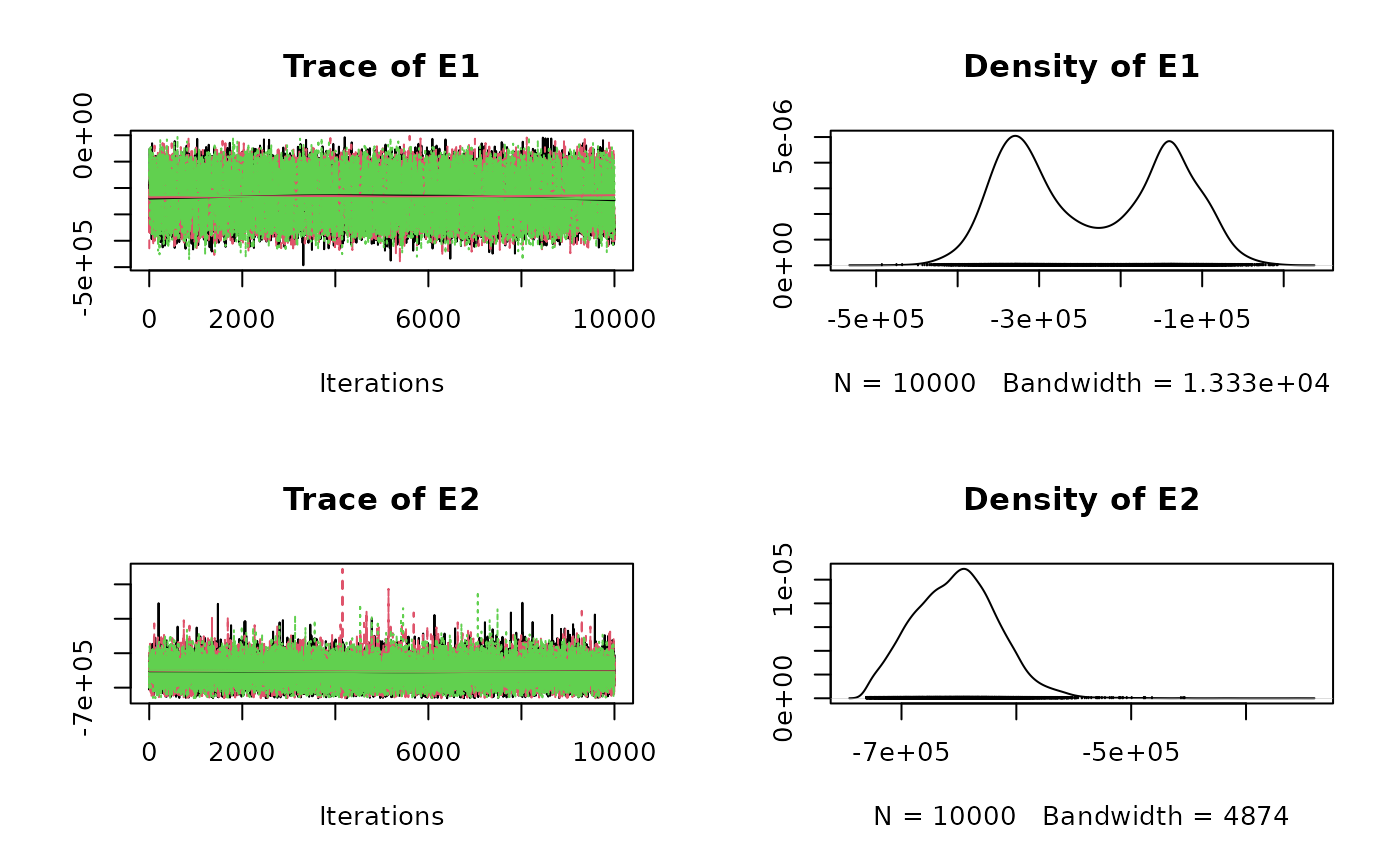 Trace of E1
0e+00
-5e+05
0 2000 6000 10000
Iterations
Density of E1
5e-06
0e+00
-5e+05 -3e+05 -1e+05
N = 10000 Bandwidth = 1.333e+04
Trace of E2
-7e+05
0 2000 6000 10000
Iterations
Density of E2
1e-05
0e+00
-7e+05 -5e+05
N = 10000 Bandwidth = 4874